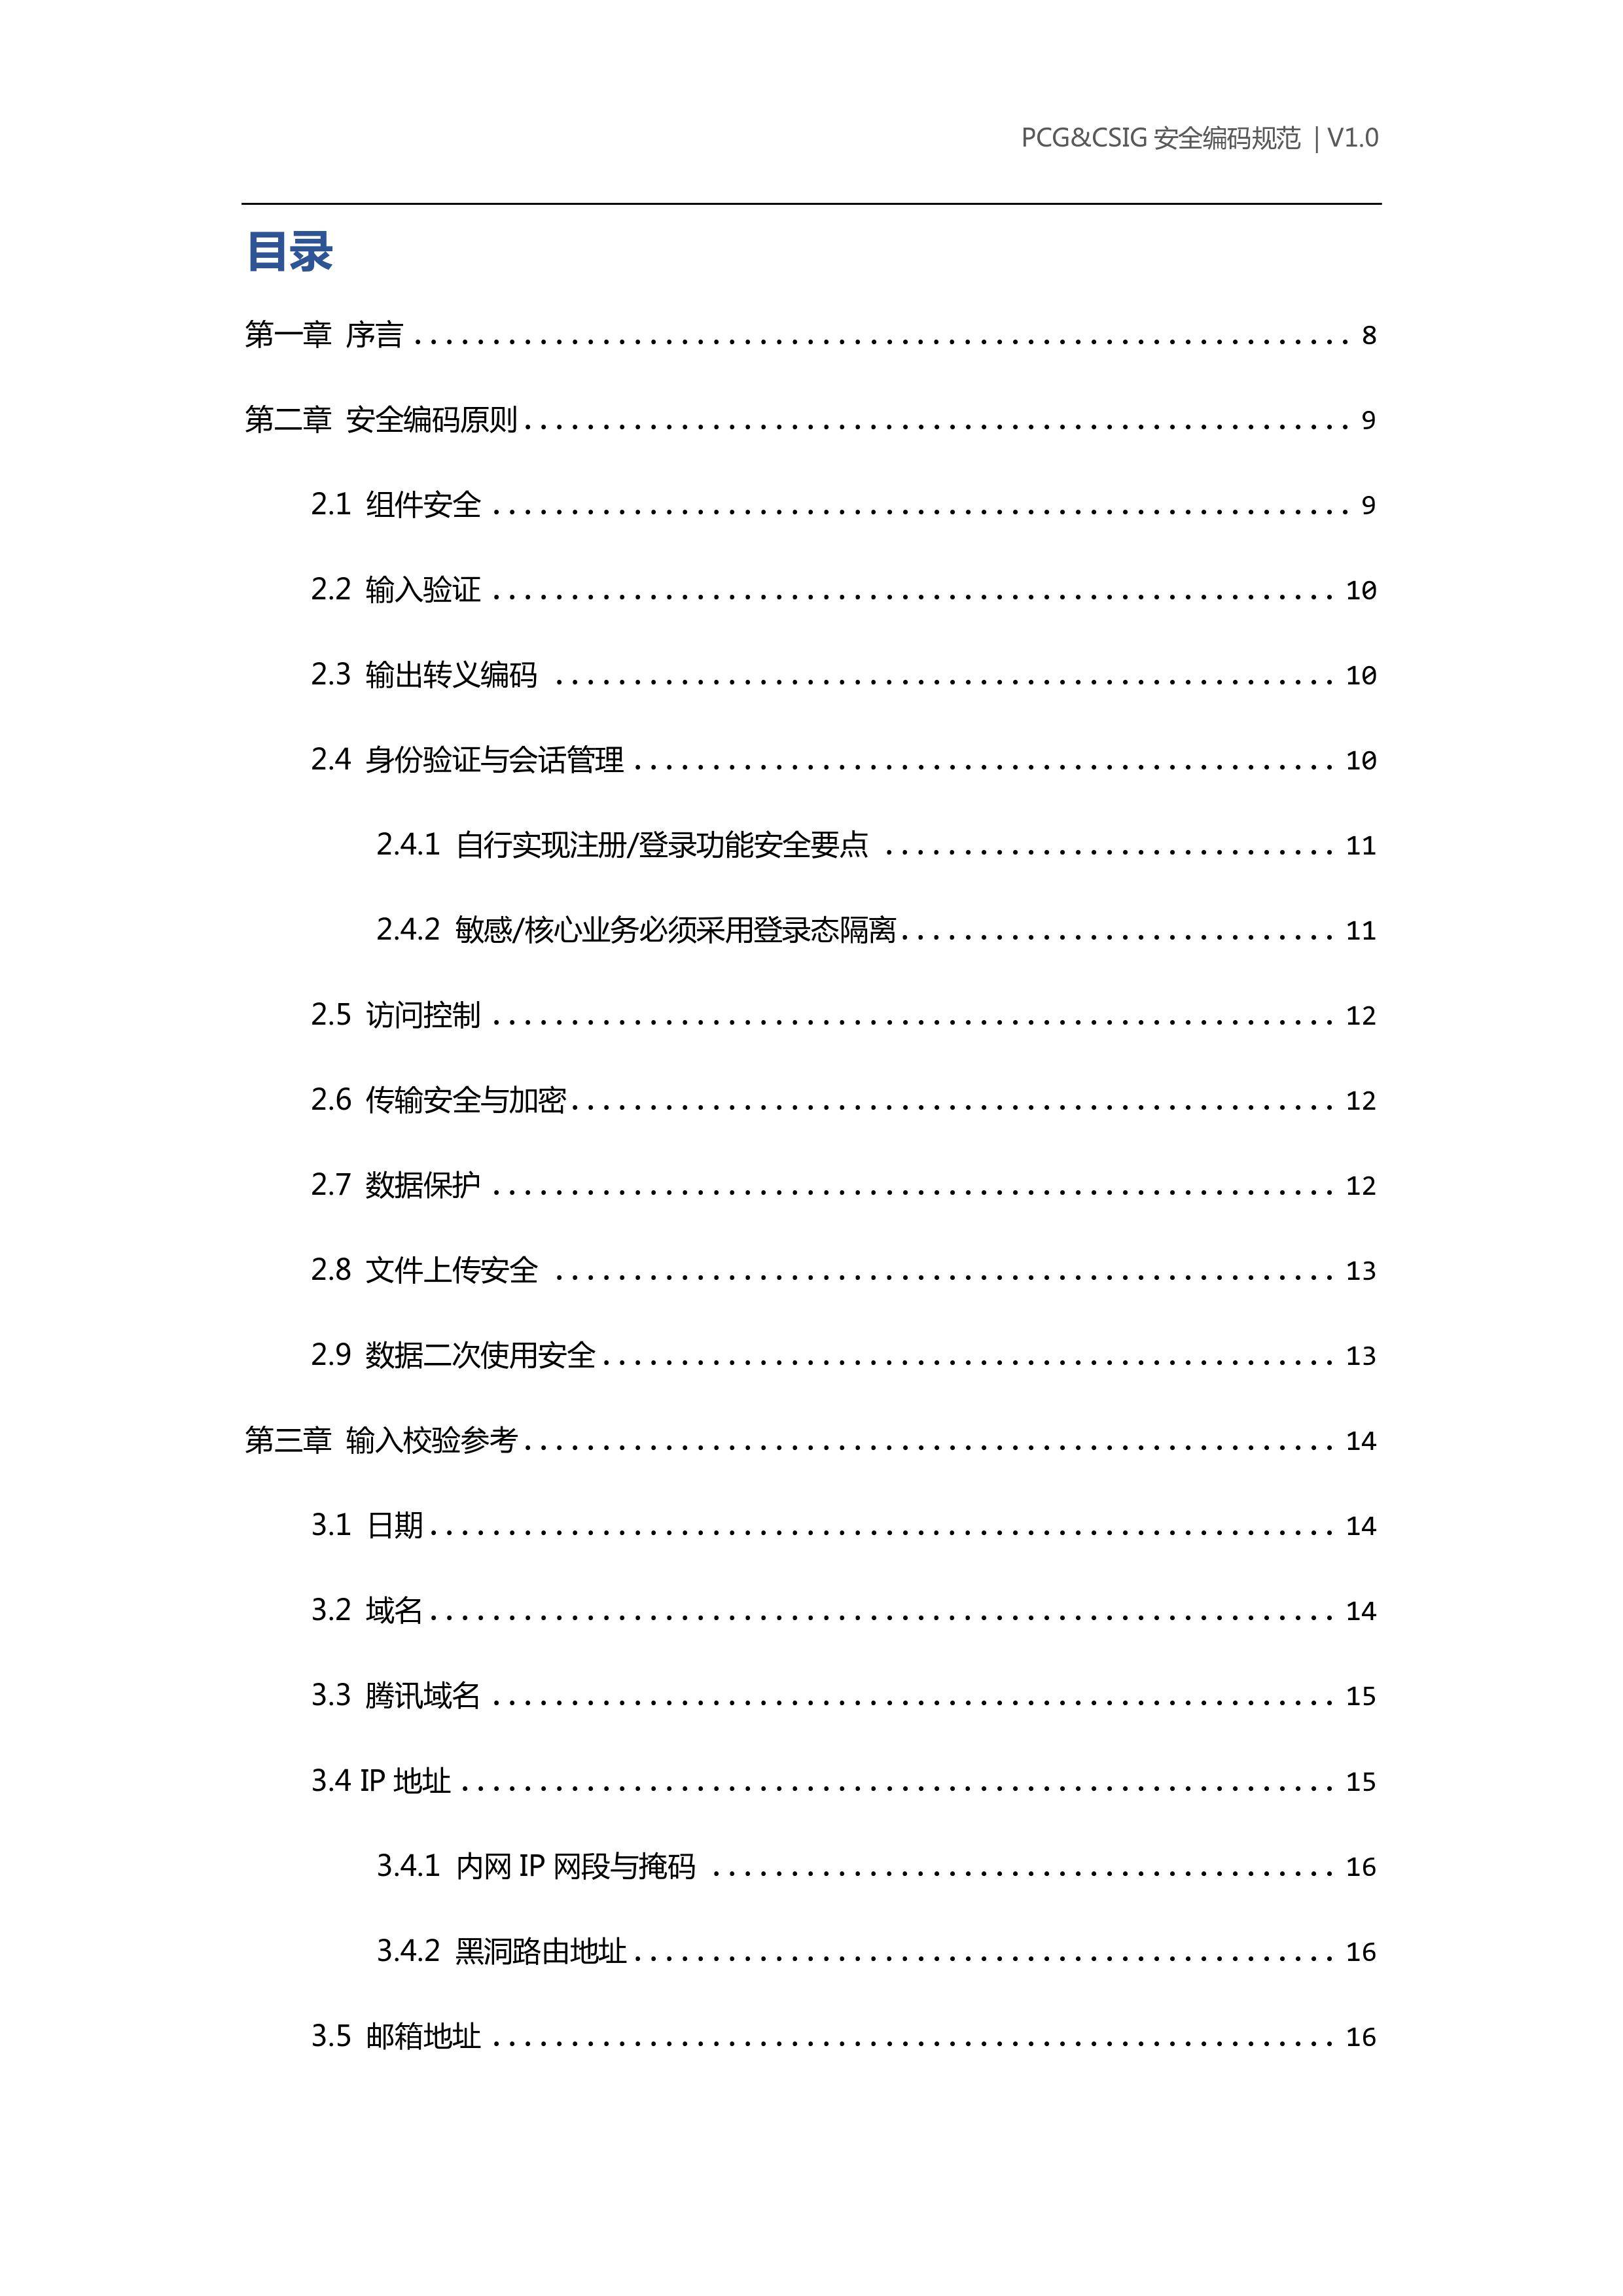 PCG&CSIG 安全编码规范 | V1.0
目录
第一章 序言 ............................................................ 8
第二章 安全编码原则 ..................................................... 9
2.1 组件安全 ....................................................... 9
2.2 输入验证 ...................................................... 10
2.3 输出转义编码 .................................................. 10
2.4 身份验证与会话管理 ............................................. 10
2.4.1 自行实现注册/登录功能安全要点 ............................. 11
2.4.2 敏感/核心业务必须采用登录态隔离 ............................ 11
2.5 访问控制 ...................................................... 12
2.6 传输安全与加密 ................................................. 12
2.7 数据保护 ...................................................... 12
2.8 文件上传安全 .................................................. 13
2.9 数据二次使用安全 ............................................... 13
第三章 输入校验参考 .................................................... 14
3.1 日期 .......................................................... 14
3.2 域名 .......................................................... 14
3.3 腾讯域名 ...................................................... 15
3.4 IP 地址 ........................................................ 15
3.4.1 内网 IP 网段与掩码 ........................................ 16
3.4.2 黑洞路由地址 ............................................. 16
3.5 邮箱地址 ...................................................... 16